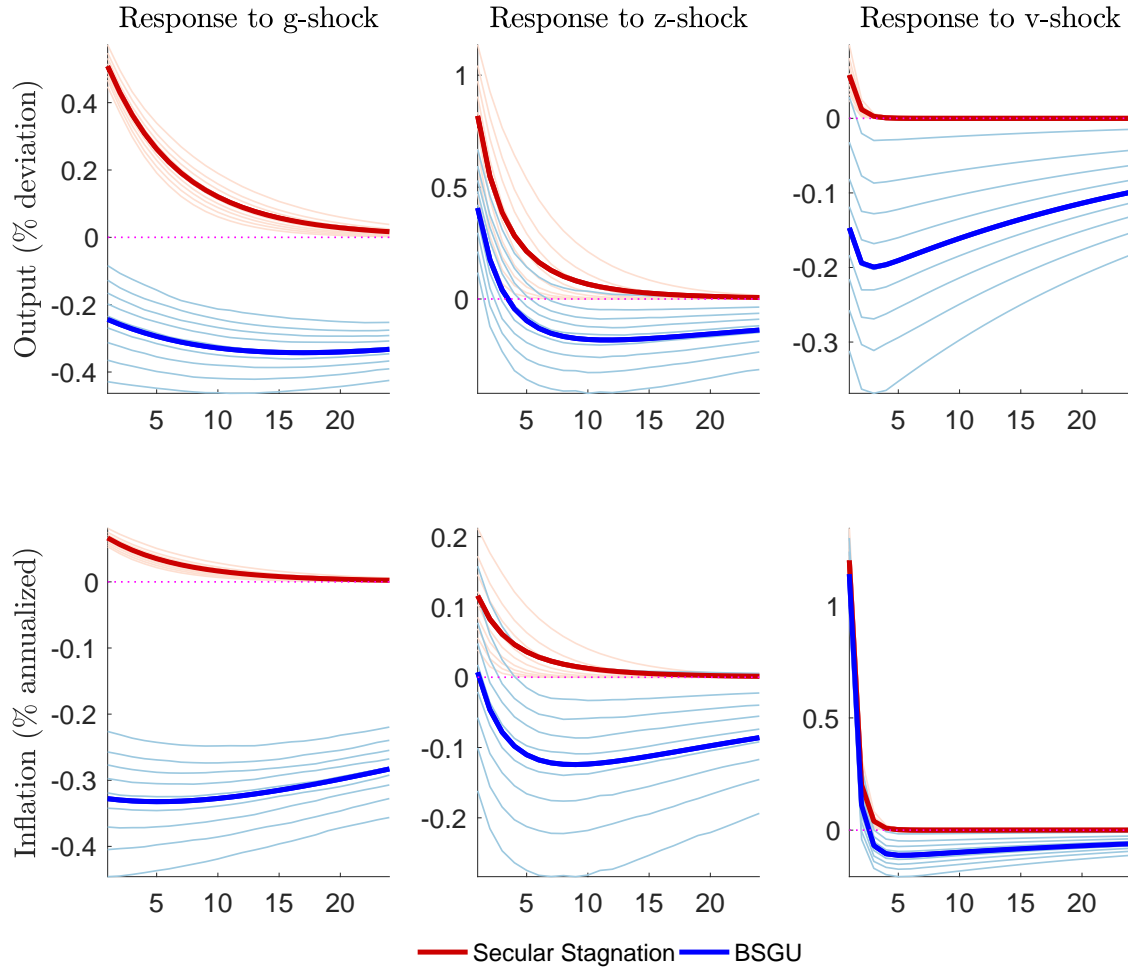 Response to g-shock
Response to z-shock
Response to v-shock
Output (% deviation)
0.4
0.2
0
-0.2
-0.4
5 10 15 20
1
0.5
0
5 10 15 20
0
-0.1
-0.2
-0.3
5 10 15 20
Inflation (% annualized)
0
-0.1
-0.2
-0.3
-0.4
5 10 15 20
0.2
0.1
0
-0.1
-0.2
5 10 15 20
1
0.5
0
5 10 15 20
Secular Stagnation BSGU